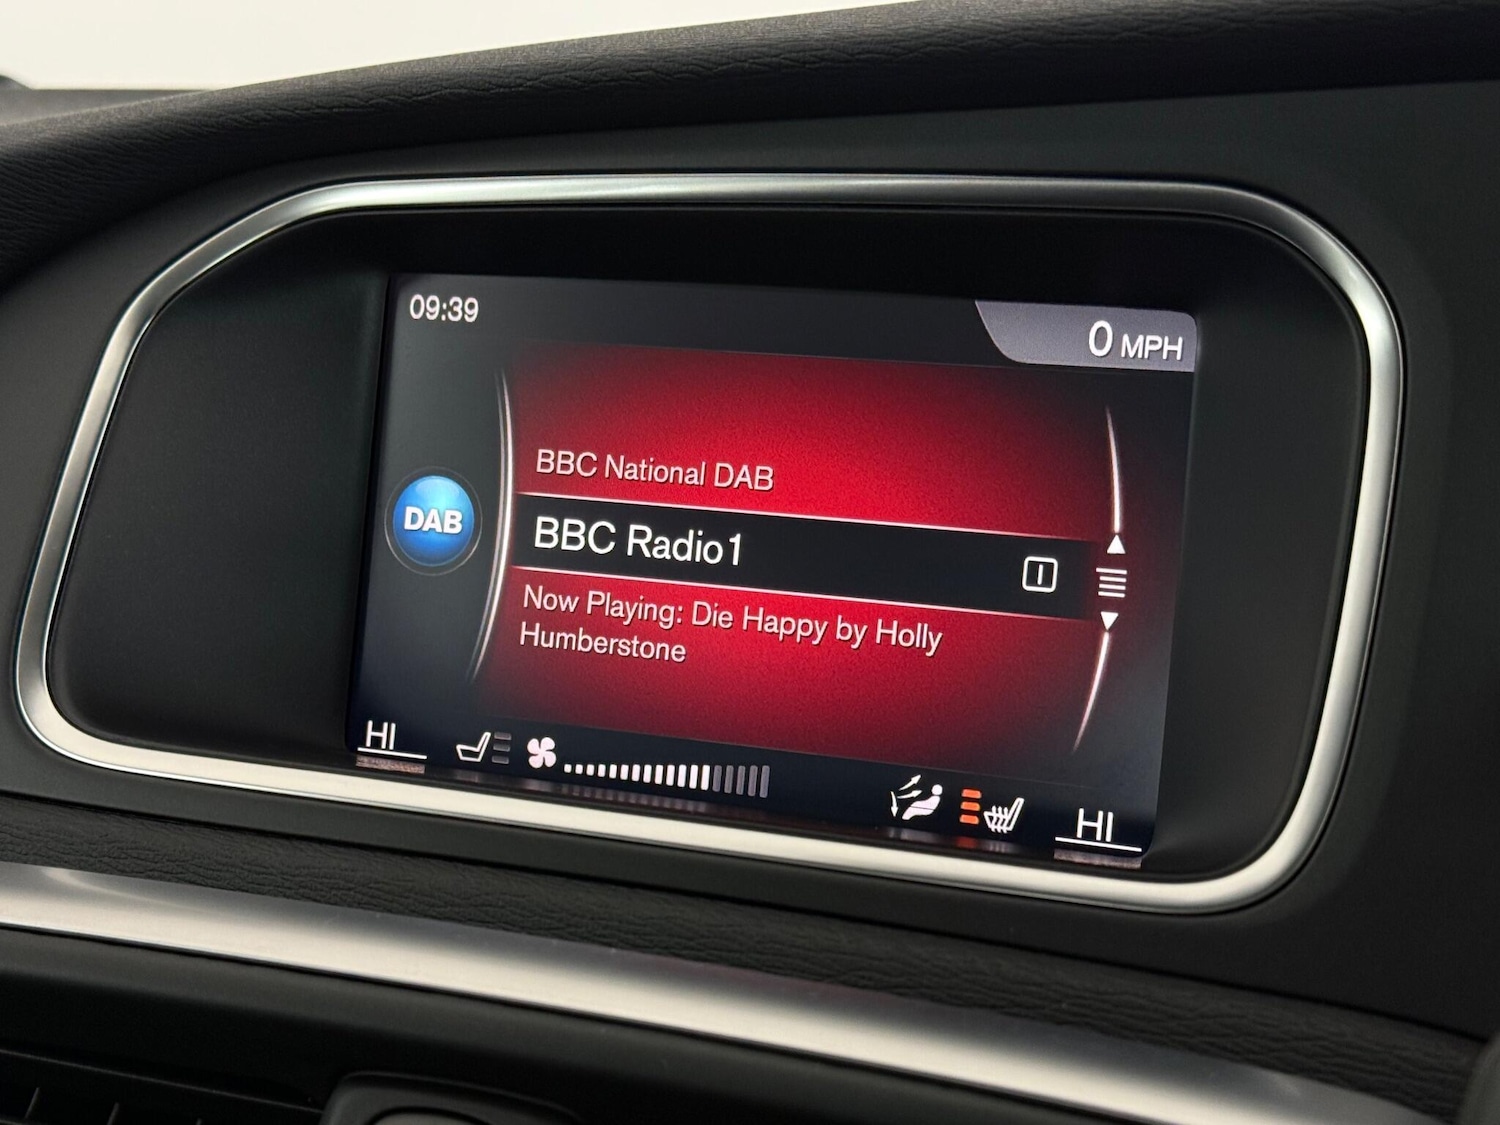 09:39
0 MPH
BBC National DAB
DAB
BBC Radio1
1
Now Playing: Die Happy by Holly
Humberstone
HI
HI